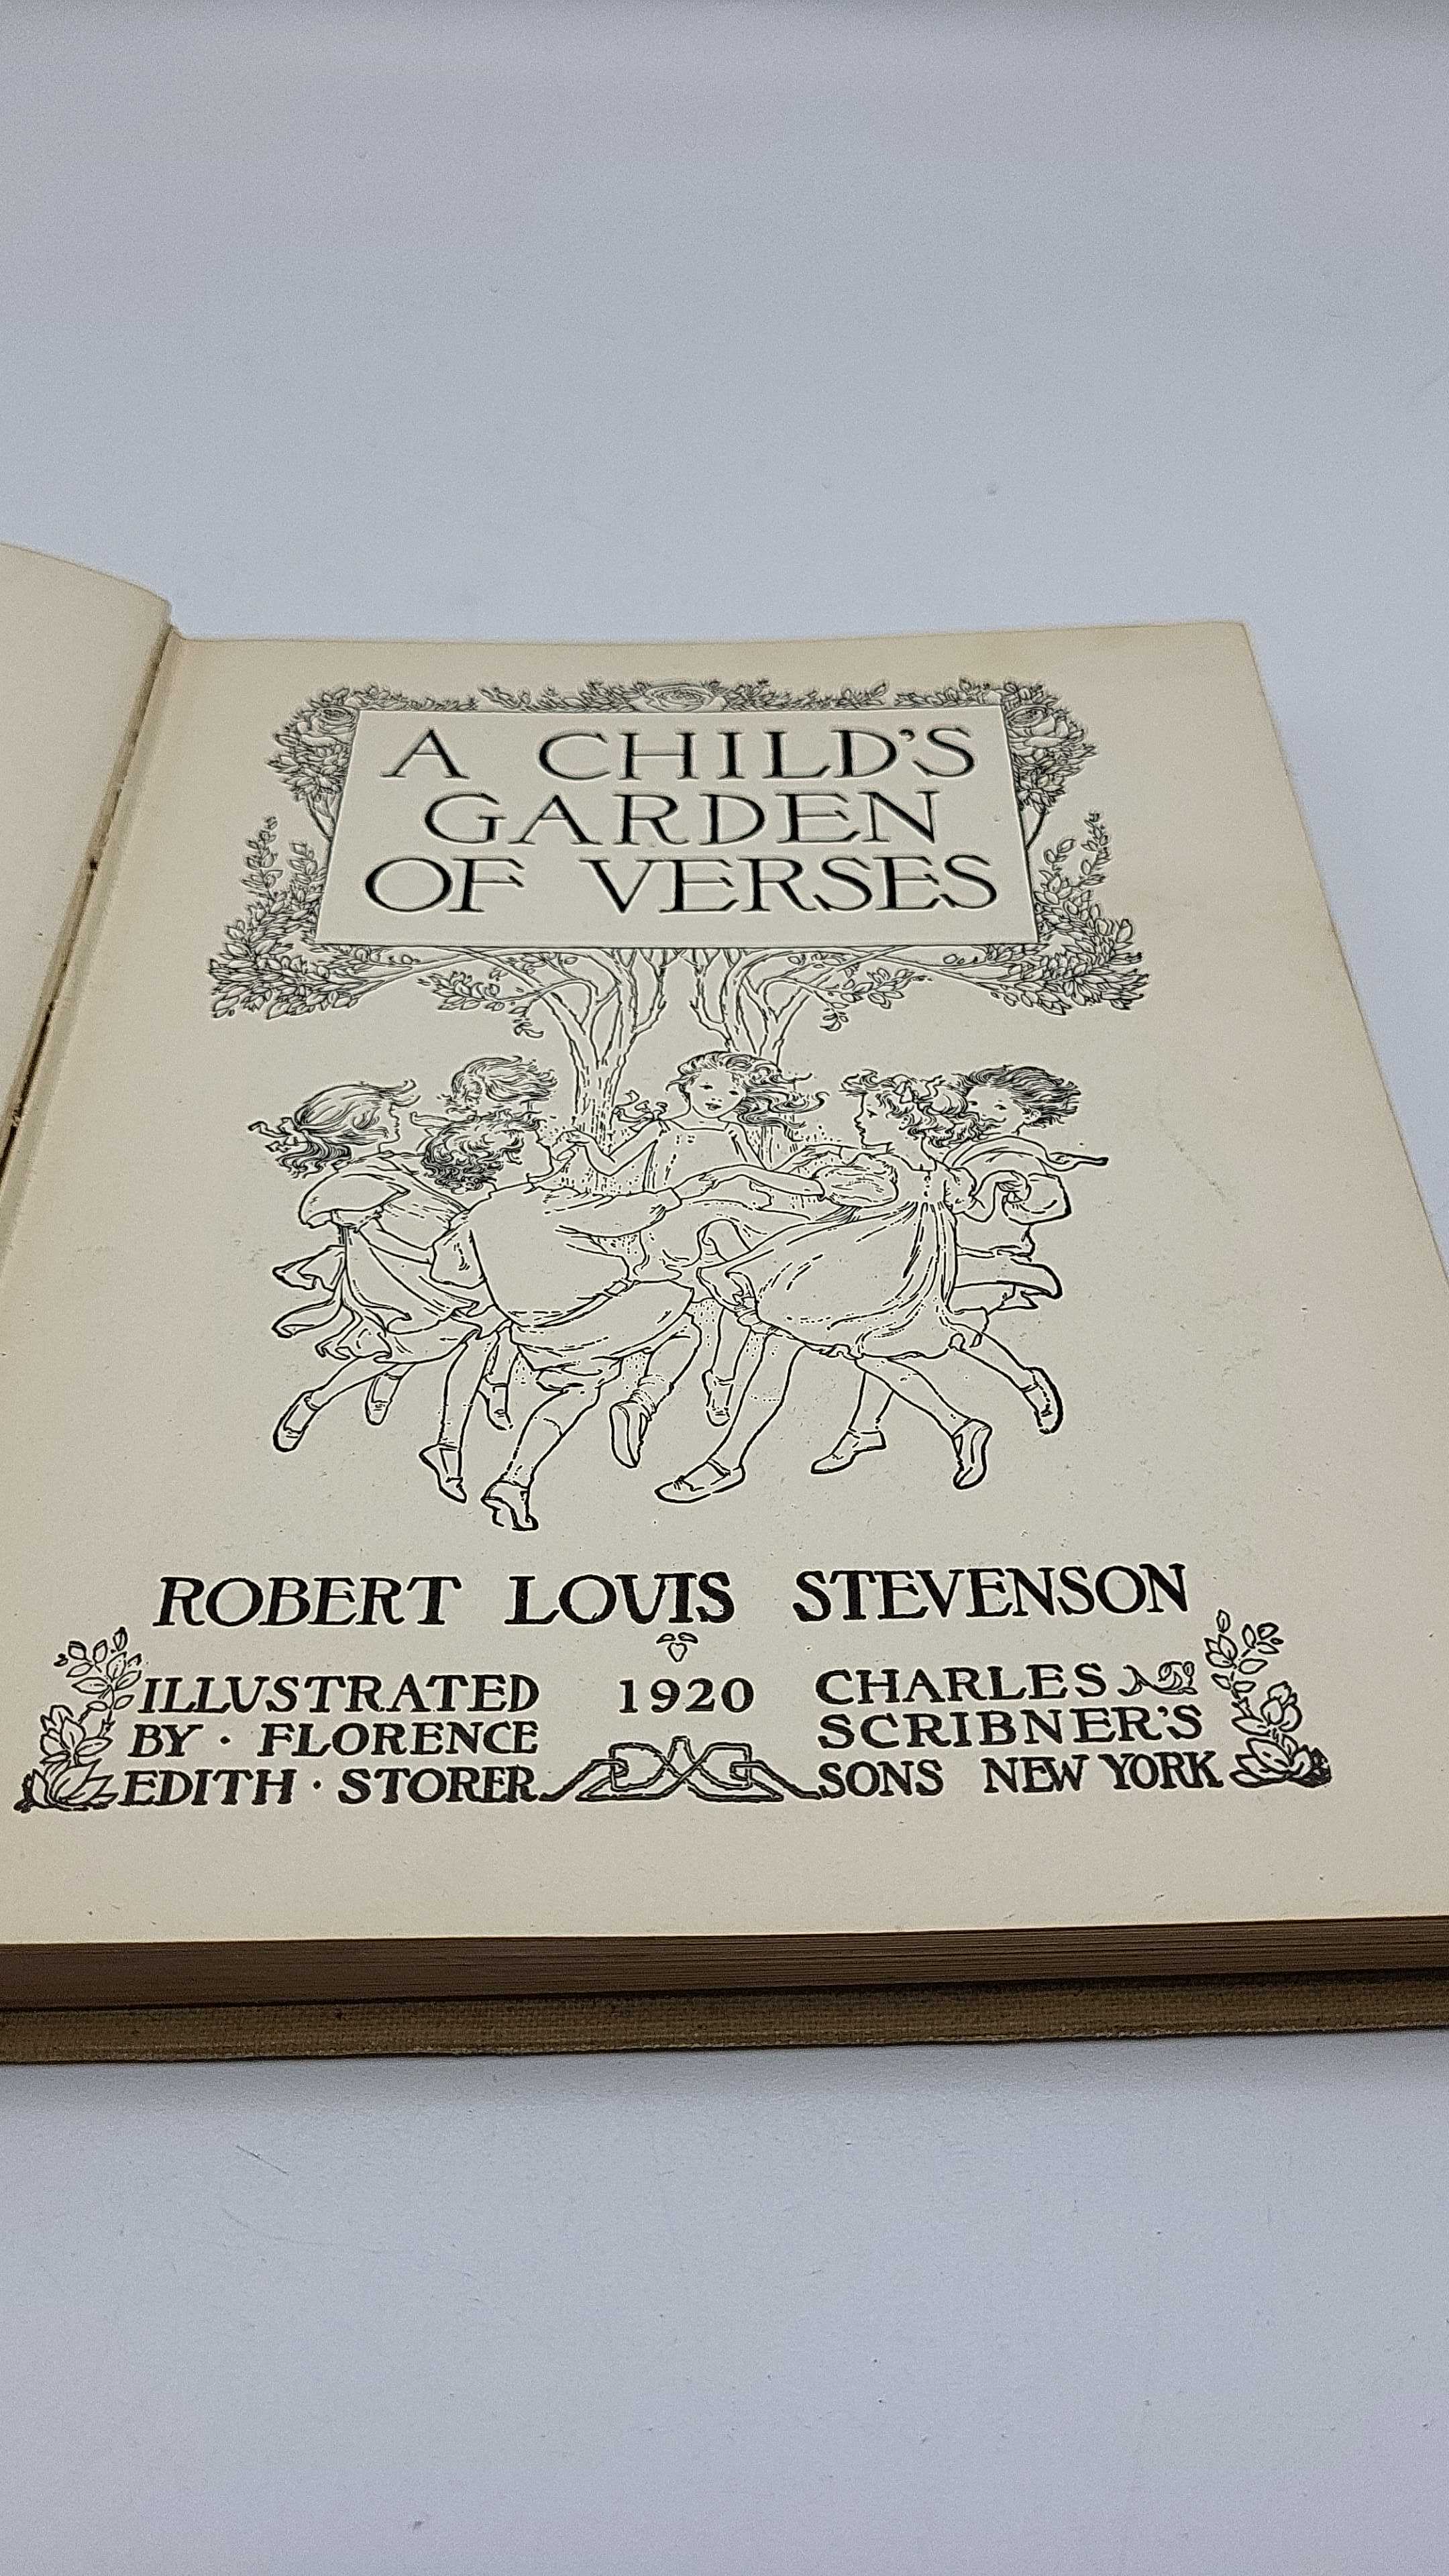 A CHILD'S
GARDEN
OF VERSES
ROBERT LOUIS STEVENSON
ILLUSTRATED
BY · FLORENCE
EDITH · STORER
1920
CHARLES
SCRIBNER'S
SONS NEW YORK